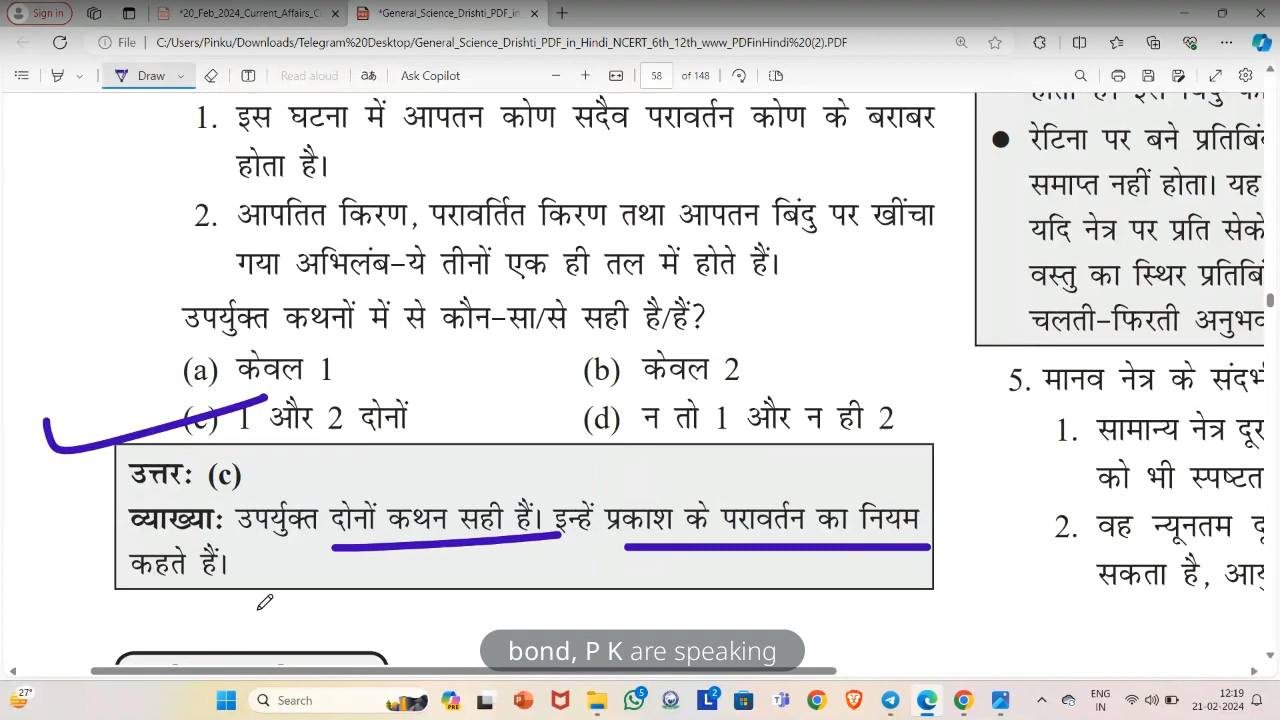 Sign in
*20_Feb_2024_Current_Affairs_C
*General_Science_Drishti_PDF_in
File C:/Users/Pinku/Downloads/Telegram%20Desktop/General_Science_Drishti_PDF_in_Hindi_NCERT_6th_12th_www_PDFinHindi%20(2).PDF
Draw
Read aloud
Ask Copilot
58 of 148
1. इस घटना में आपतन कोण सदैव परावर्तन कोण के बराबर
होता है।
2. आपतित किरण, परावर्तित किरण तथा आपतन बिंदु पर खींचा
गया अभिलंब-ये तीनों एक ही तल में होते हैं।
उपर्युक्त कथनों में से कौन-सा/से सही है/हैं?
(a) केवल 1 (b) केवल 2
(c) 1 और 2 दोनों (d) न तो 1 और न ही 2
उत्तरः (c)
व्याख्याः उपर्युक्त दोनों कथन सही हैं। इन्हें प्रकाश के परावर्तन का नियम
कहते हैं।
● रेटिना पर बने प्रतिबिं
समाप्त नहीं होता। यह
यदि नेत्र पर प्रति सेके
वस्तु का स्थिर प्रतिबिं
चलती-फिरती अनुभव
5. मानव नेत्र के संदर्भ
1. सामान्य नेत्र दूर
को भी स्पष्टत
2. वह न्यूनतम दू
सकता है, आय
bond, P K are speaking
27°
Search
PRE
5
2
ENG
IN
12:19
21-02-2024